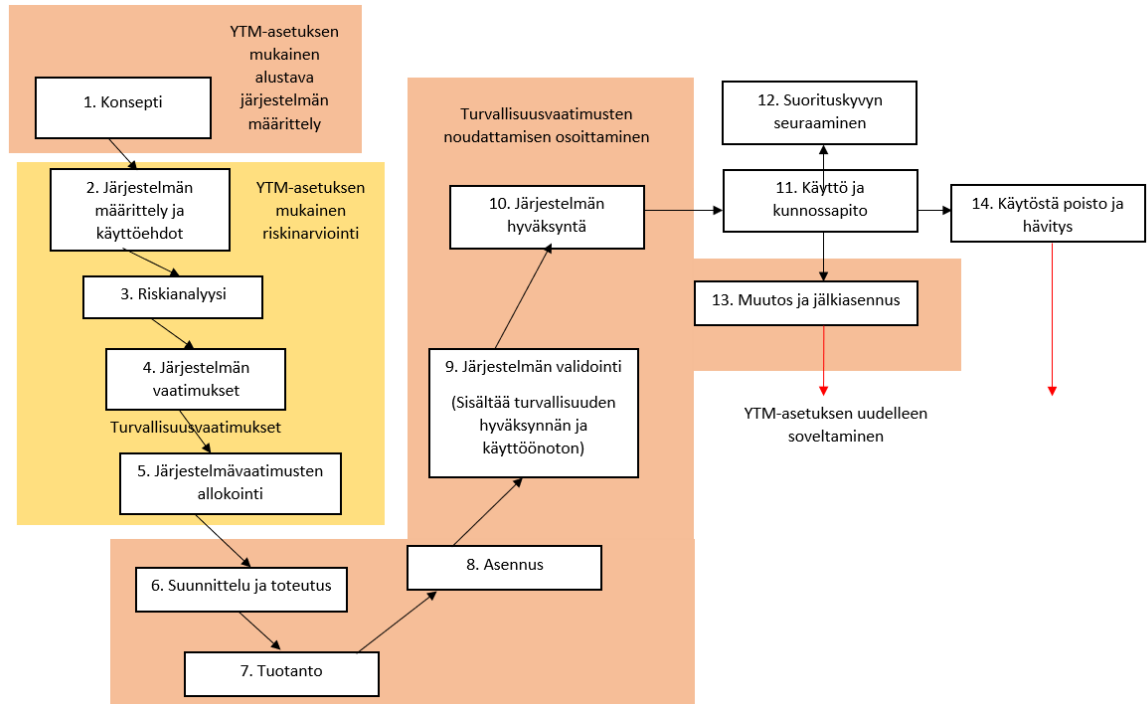 YTM-asetuksen
mukainen
alustava
järjestelmän
määrittely
1. Konsepti
2. Järjestelmän
määrittely ja
käyttöehdot
YTM-asetuksen
mukainen
riskinarviointi
3. Riskianalyysi
4. Järjestelmän
vaatimukset
Turvallisuusvaatimukset
5. Järjestelmävaatimusten
allokointi
6. Suunnittelu ja toteutus
7. Tuotanto
8. Asennus
Turvallisuusvaatimusten
noudattamisen osoittaminen
9. Järjestelmän validointi
(Sisältää turvallisuuden
hyväksynnän ja
käyttöönoton)
10. Järjestelmän
hyväksyntä
11. Käyttö ja
kunnossapito
12. Suorituskyvyn
seuraaminen
13. Muutos ja jälkiasennus
14. Käytöstä poisto ja
hävitys
YTM-asetuksen uudelleen
soveltaminen